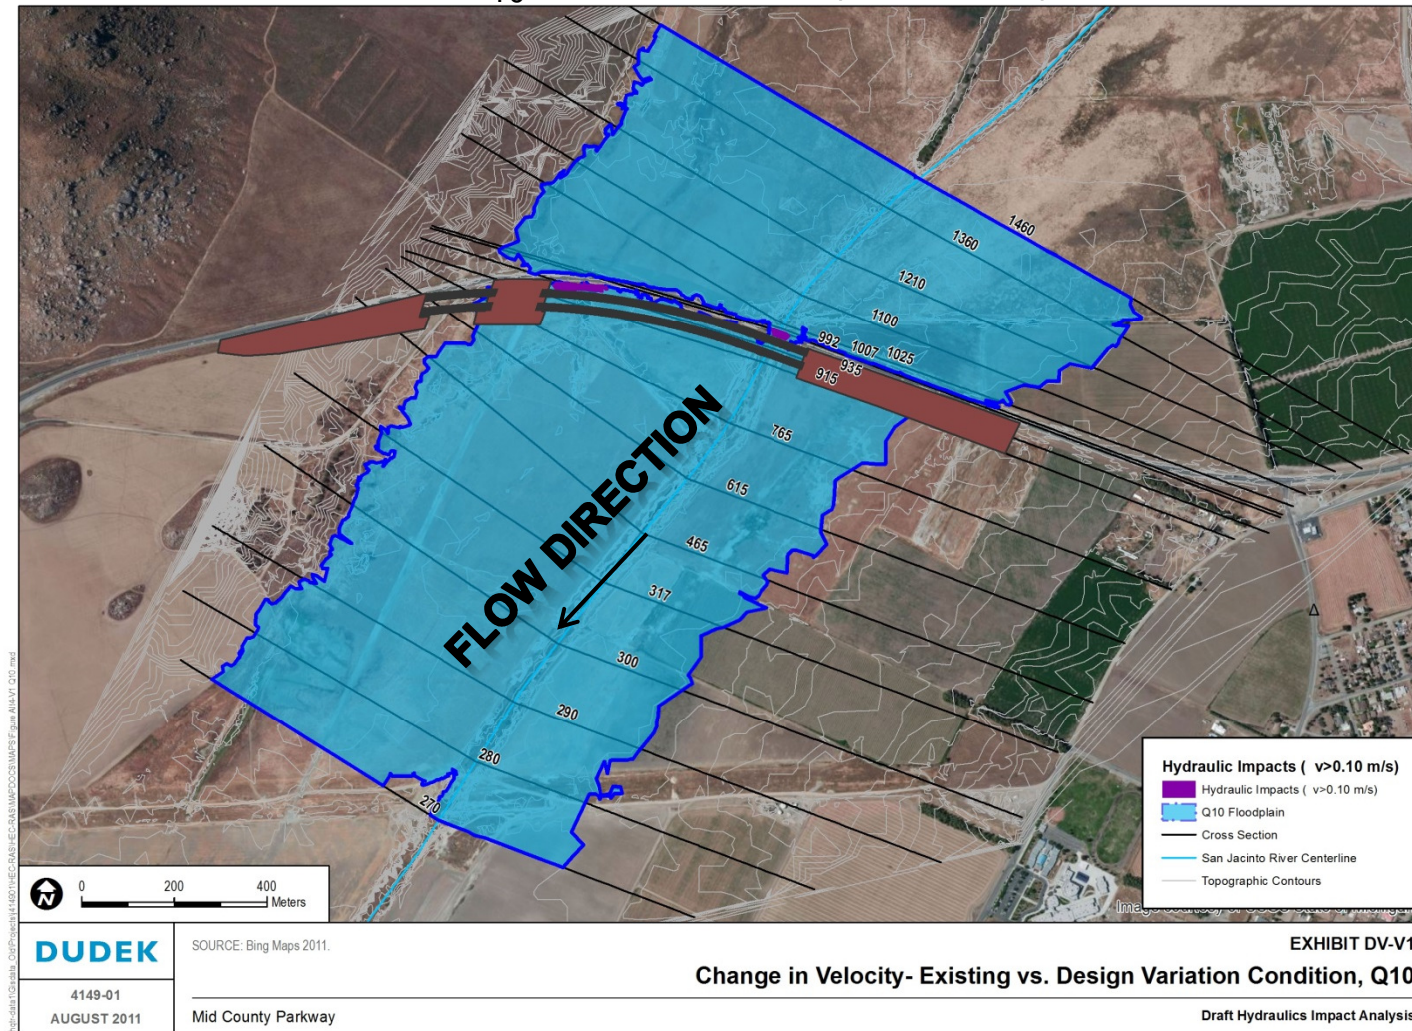 1460
1360
1210
1100
992 1007 1025
935
915
765
615
465
317
300
290
280
270
FLOW DIRECTION
Hydraulic Impacts ( v>0.10 m/s)
Hydraulic Impacts ( v>0.10 m/s)
Q10 Floodplain
Cross Section
San Jacinto River Centerline
Topographic Contours
N
0 200 400
Meters
DUDEK
4149-01
AUGUST 2011
SOURCE: Bing Maps 2011.
EXHIBIT DV-V1
Change in Velocity- Existing vs. Design Variation Condition, Q10
Mid County Parkway
Draft Hydraulics Impact Analysis